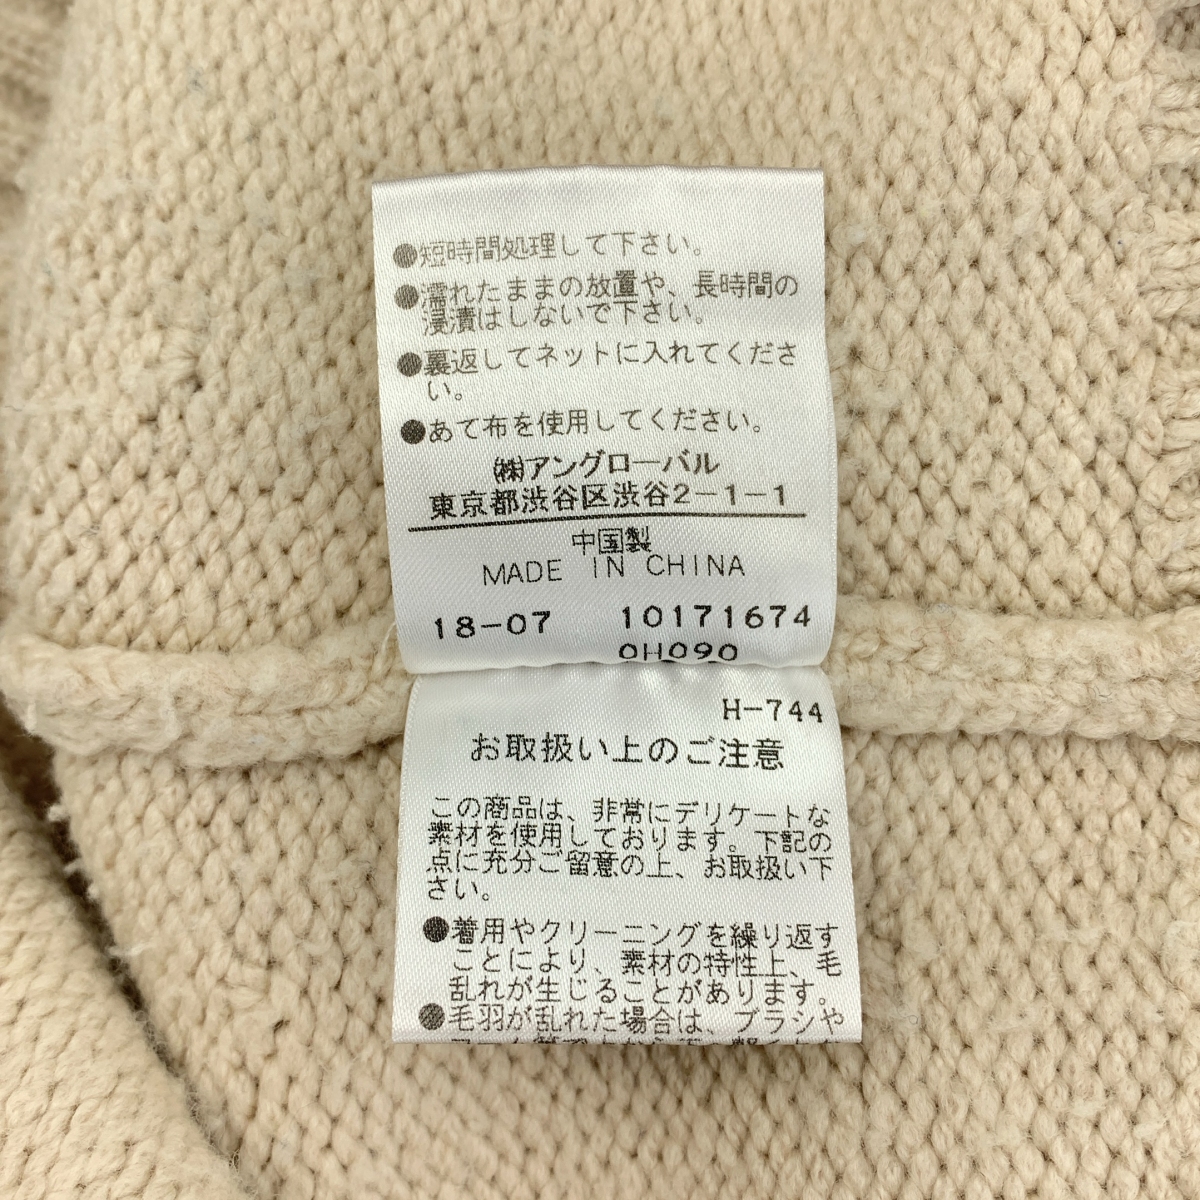 ●短時間処理して下さい。
●濡れたままの放置や、長時間の
浸漬はしないで下さい。
●裏返してネットに入れてくださ
い。
●あて布を使用してください。
㈱アングローバル
東京都渋谷区渋谷2-1-1
中国製
MADE IN CHINA
18-07 10171674
0H090
H-744
お取扱い上のご注意
この商品は、非常にデリケートな
素材を使用しております。下記の
点に充分ご留意の上、お取扱い下
さい。
●着用やクリーニングを繰り返す
ことにより、素材の特性上、毛
乱れが生じることがあります。
●毛羽が乱れた場合は、ブラシや